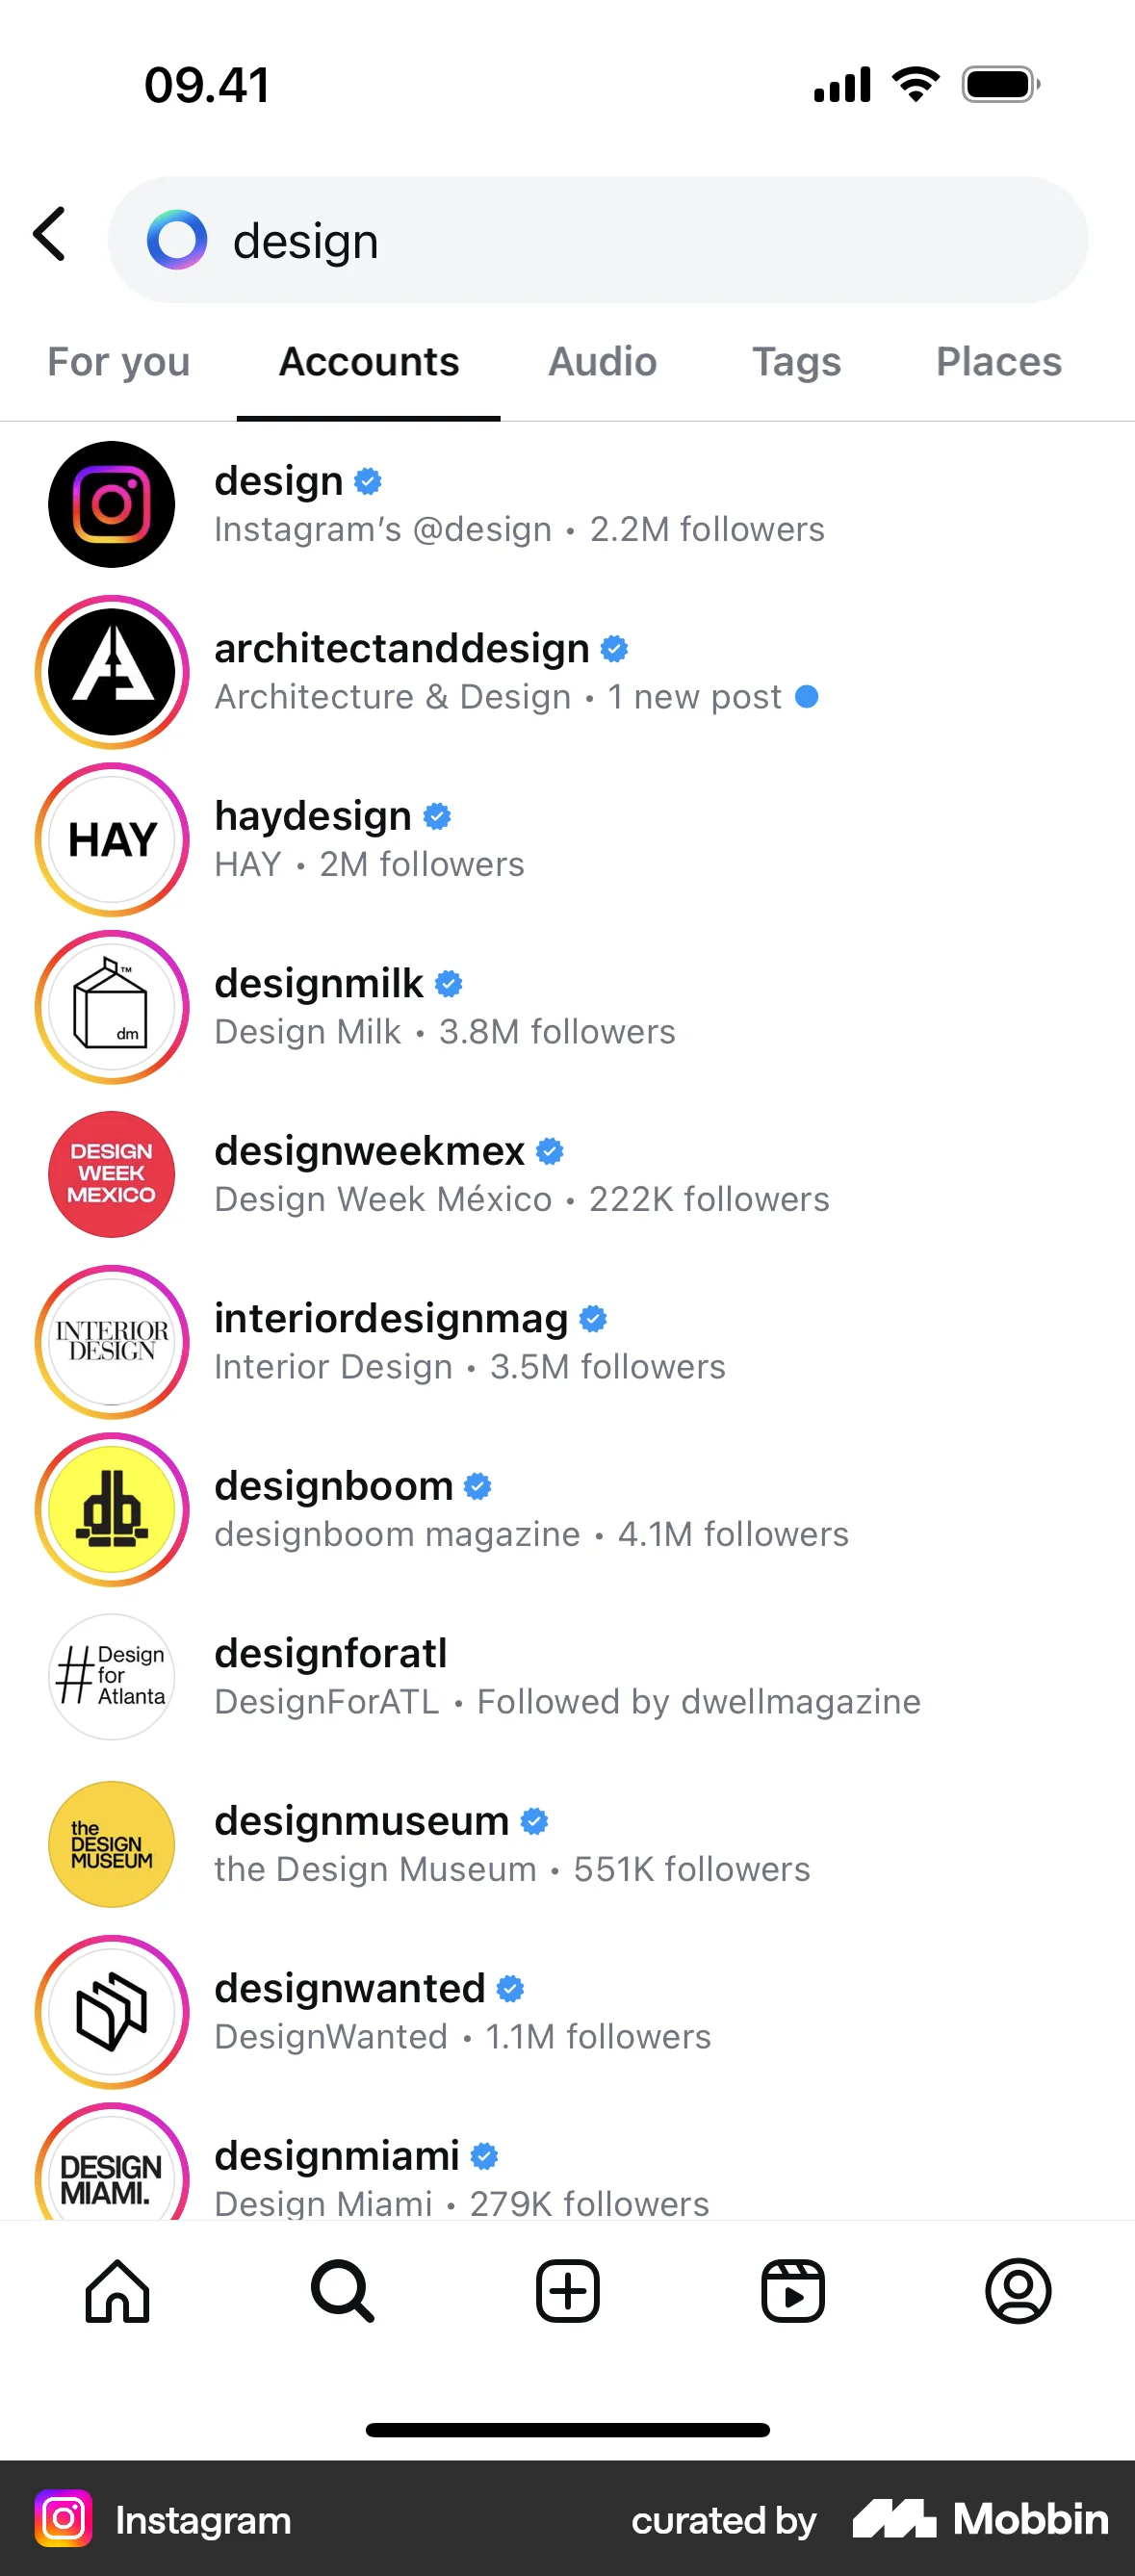 09.41
design
For you Accounts Audio Tags Places
design
Instagram’s @design • 2.2M followers
architectanddesign
Architecture & Design • 1 new post
HAY
haydesign
HAY • 2M followers
TM
dm
designmilk
Design Milk • 3.8M followers
DESIGN
WEEK
MEXICO
designweekmex
Design Week México • 222K followers
INTERIOR
DESIGN
interiordesignmag
Interior Design • 3.5M followers
db
designboom
designboom magazine • 4.1M followers
# Design
for
Atlanta
designforatl
DesignForATL • Followed by dwellmagazine
the
DESIGN
MUSEUM
designmuseum
the Design Museum • 551K followers
designwanted
DesignWanted • 1.1M followers
DESIGN
MIAMI.
designmiami
Design Miami • 279K followers
Instagram curated by Mobbin